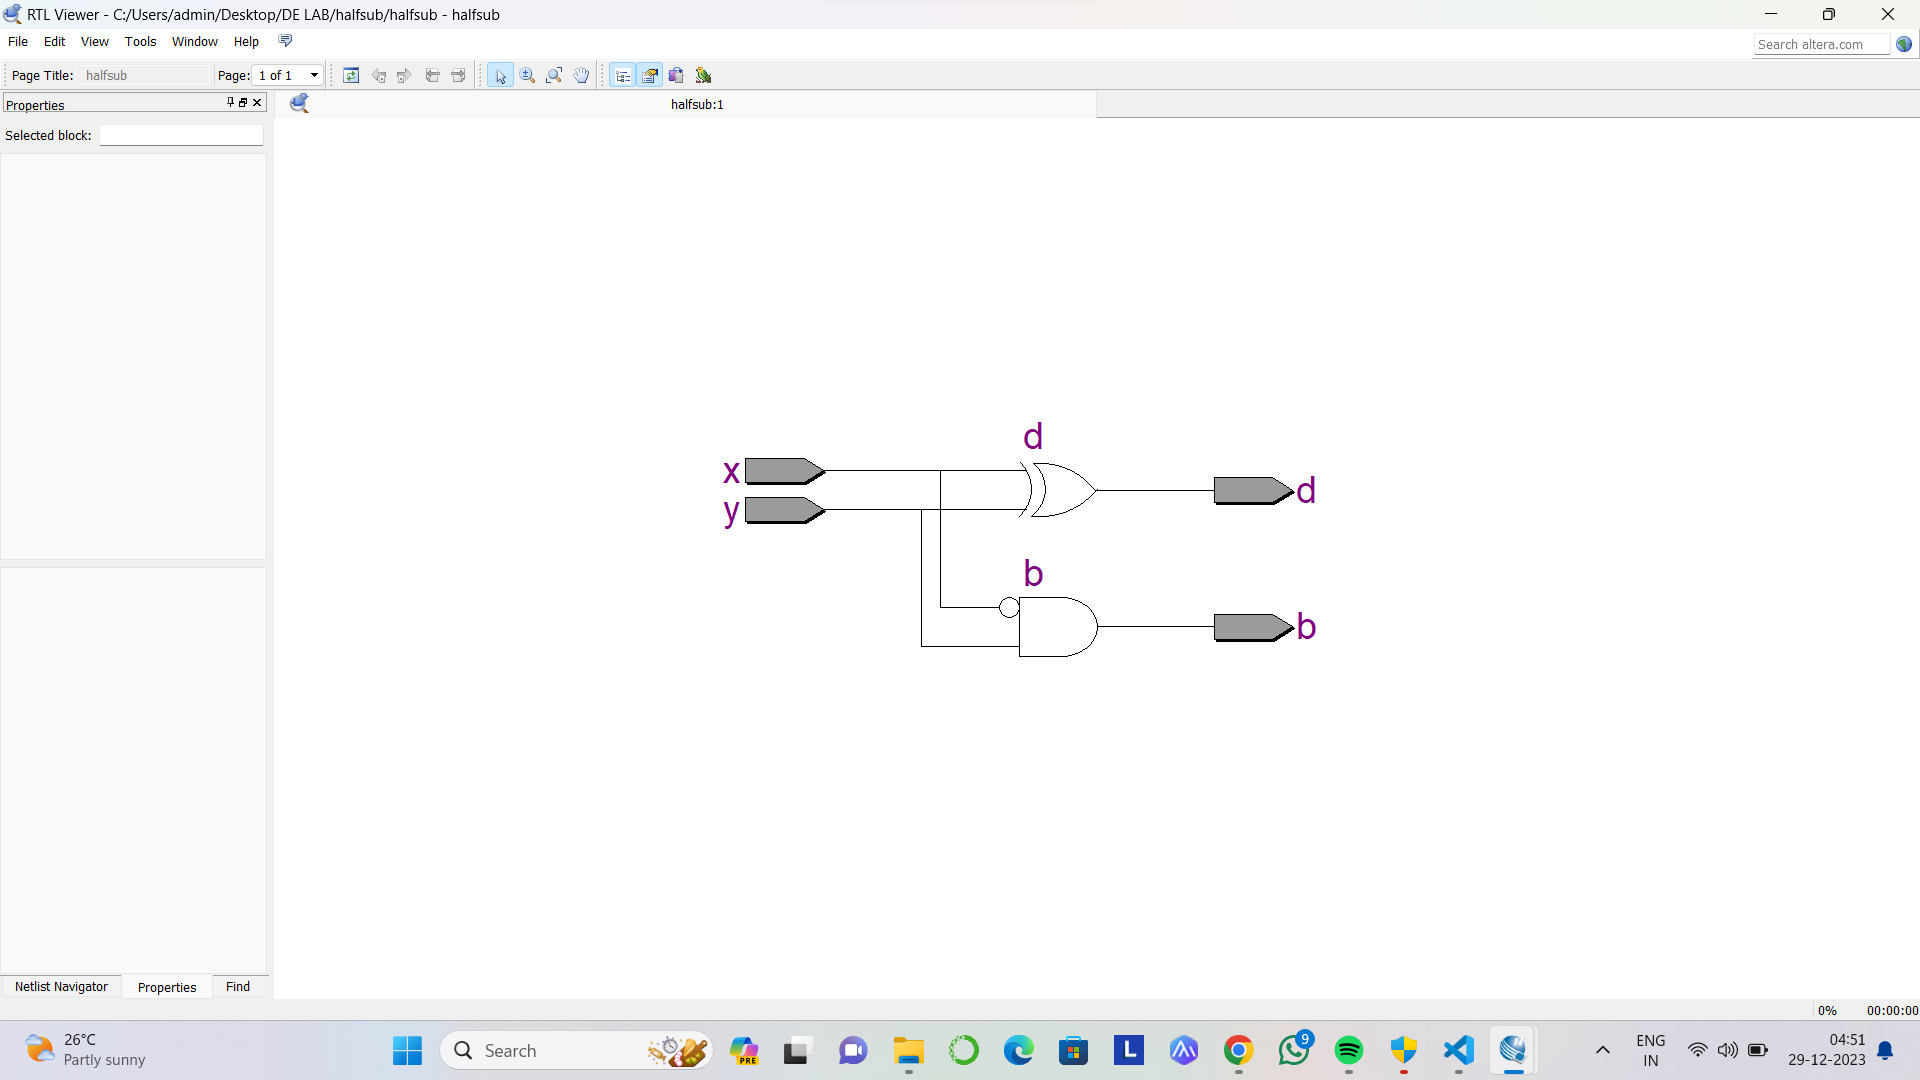 RTL Viewer - C:/Users/admin/Desktop/DE LAB/halfsub/halfsub - halfsub
File Edit View Tools Window Help
Search altera.com
Page Title: halfsub Page: 1 of 1
Properties
halfsub:1
Selected block:
d
x
d
y
b
b
Netlist Navigator Properties Find
0% 00:00:00
26°C
Partly sunny
Search
PRE
L
9
ENG
IN
04:51
29-12-2023